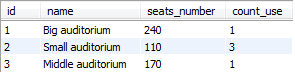 id name seats_number count_use
1 Big auditorium 240 1
2 Small auditorium 110 3
3 Middle auditorium 170 1